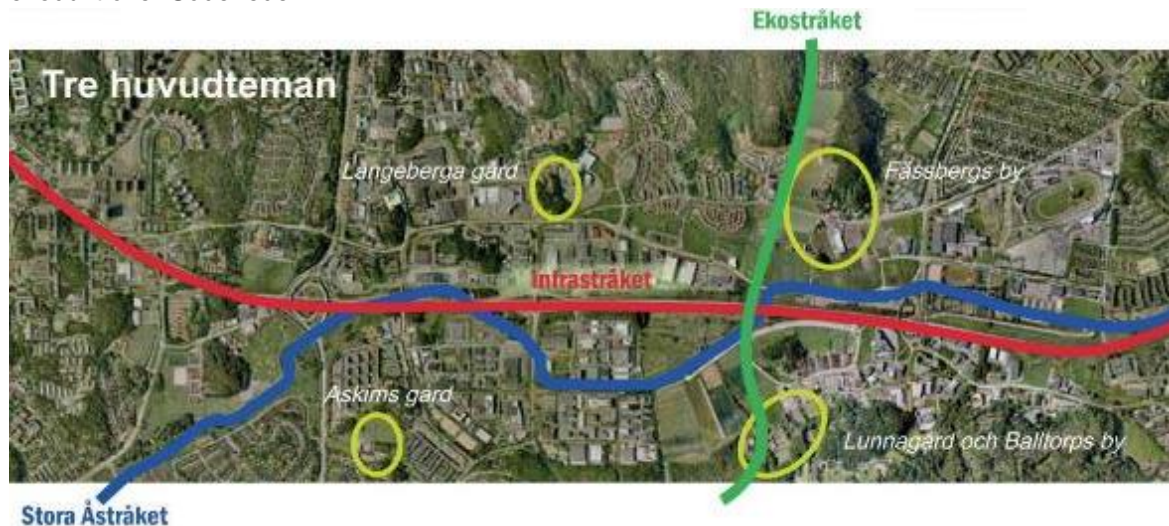 Ekostråket
Tre huvudteman
Långeberga gård
Fässbergs by
infrastråket
Askims gård
Lunnagård och Balltorps by
Stora Åstråket